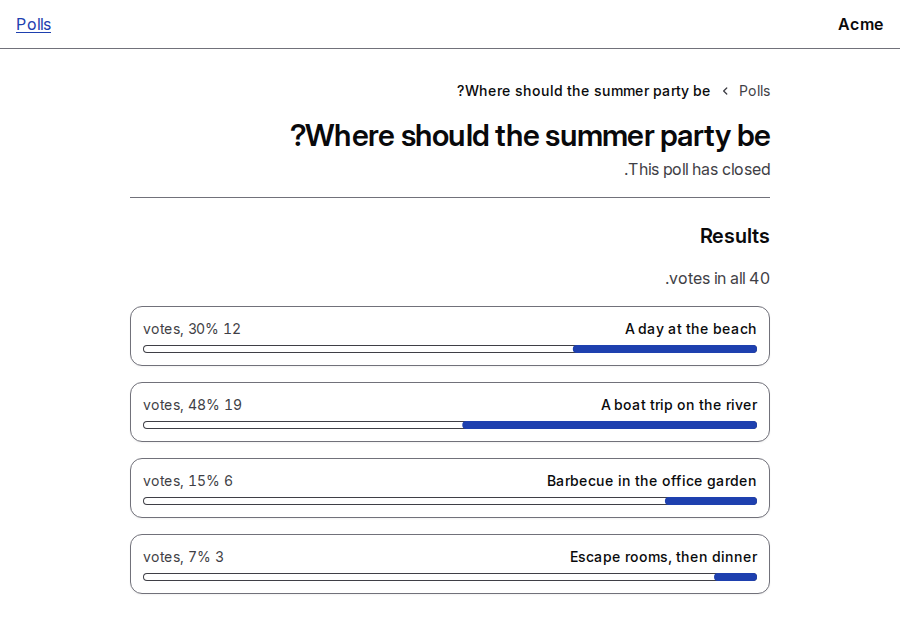 Acme
Polls
Polls
?Where should the summer party be
?Where should the summer party be
.This poll has closed
Results
.votes in all 40
A day at the beach
votes, 30% 12
A boat trip on the river
votes, 48% 19
Barbecue in the office garden
votes, 15% 6
Escape rooms, then dinner
votes, 7% 3